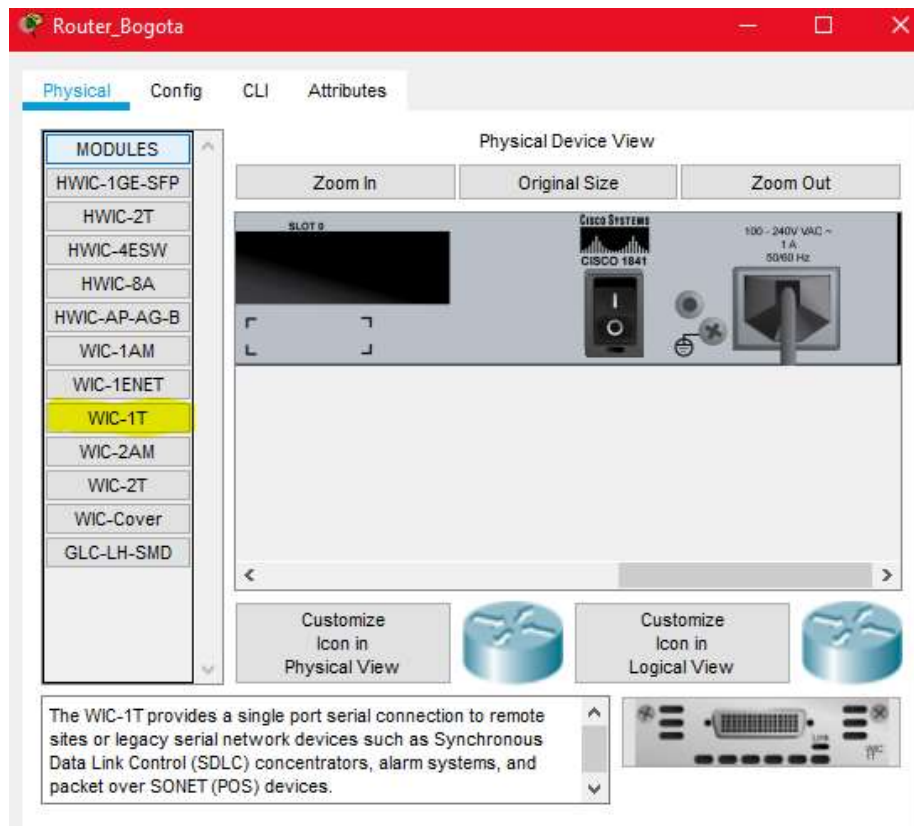 Router_Bogota
Physical Config CLI Attributes
MODULES
HWIC-1GE-SFP
HWIC-2T
HWIC-4ESW
HWIC-8A
HWIC-AP-AG-B
WIC-1AM
WIC-1ENET
WIC-1T
WIC-2AM
WIC-2T
WIC-Cover
GLC-LH-SMD
Physical Device View
Zoom In Original Size Zoom Out
SLOT 0
CISCO SYSTEMS
CISCO 1841
I
O
100 - 240V VAC ~
1 A
50/60 Hz
Customize
Icon in
Physical View
Customize
Icon in
Logical View
The WIC-1T provides a single port serial connection to remote
sites or legacy serial network devices such as Synchronous
Data Link Control (SDLC) concentrators, alarm systems, and
packet over SONET (POS) devices.
LINK
WIC
1T